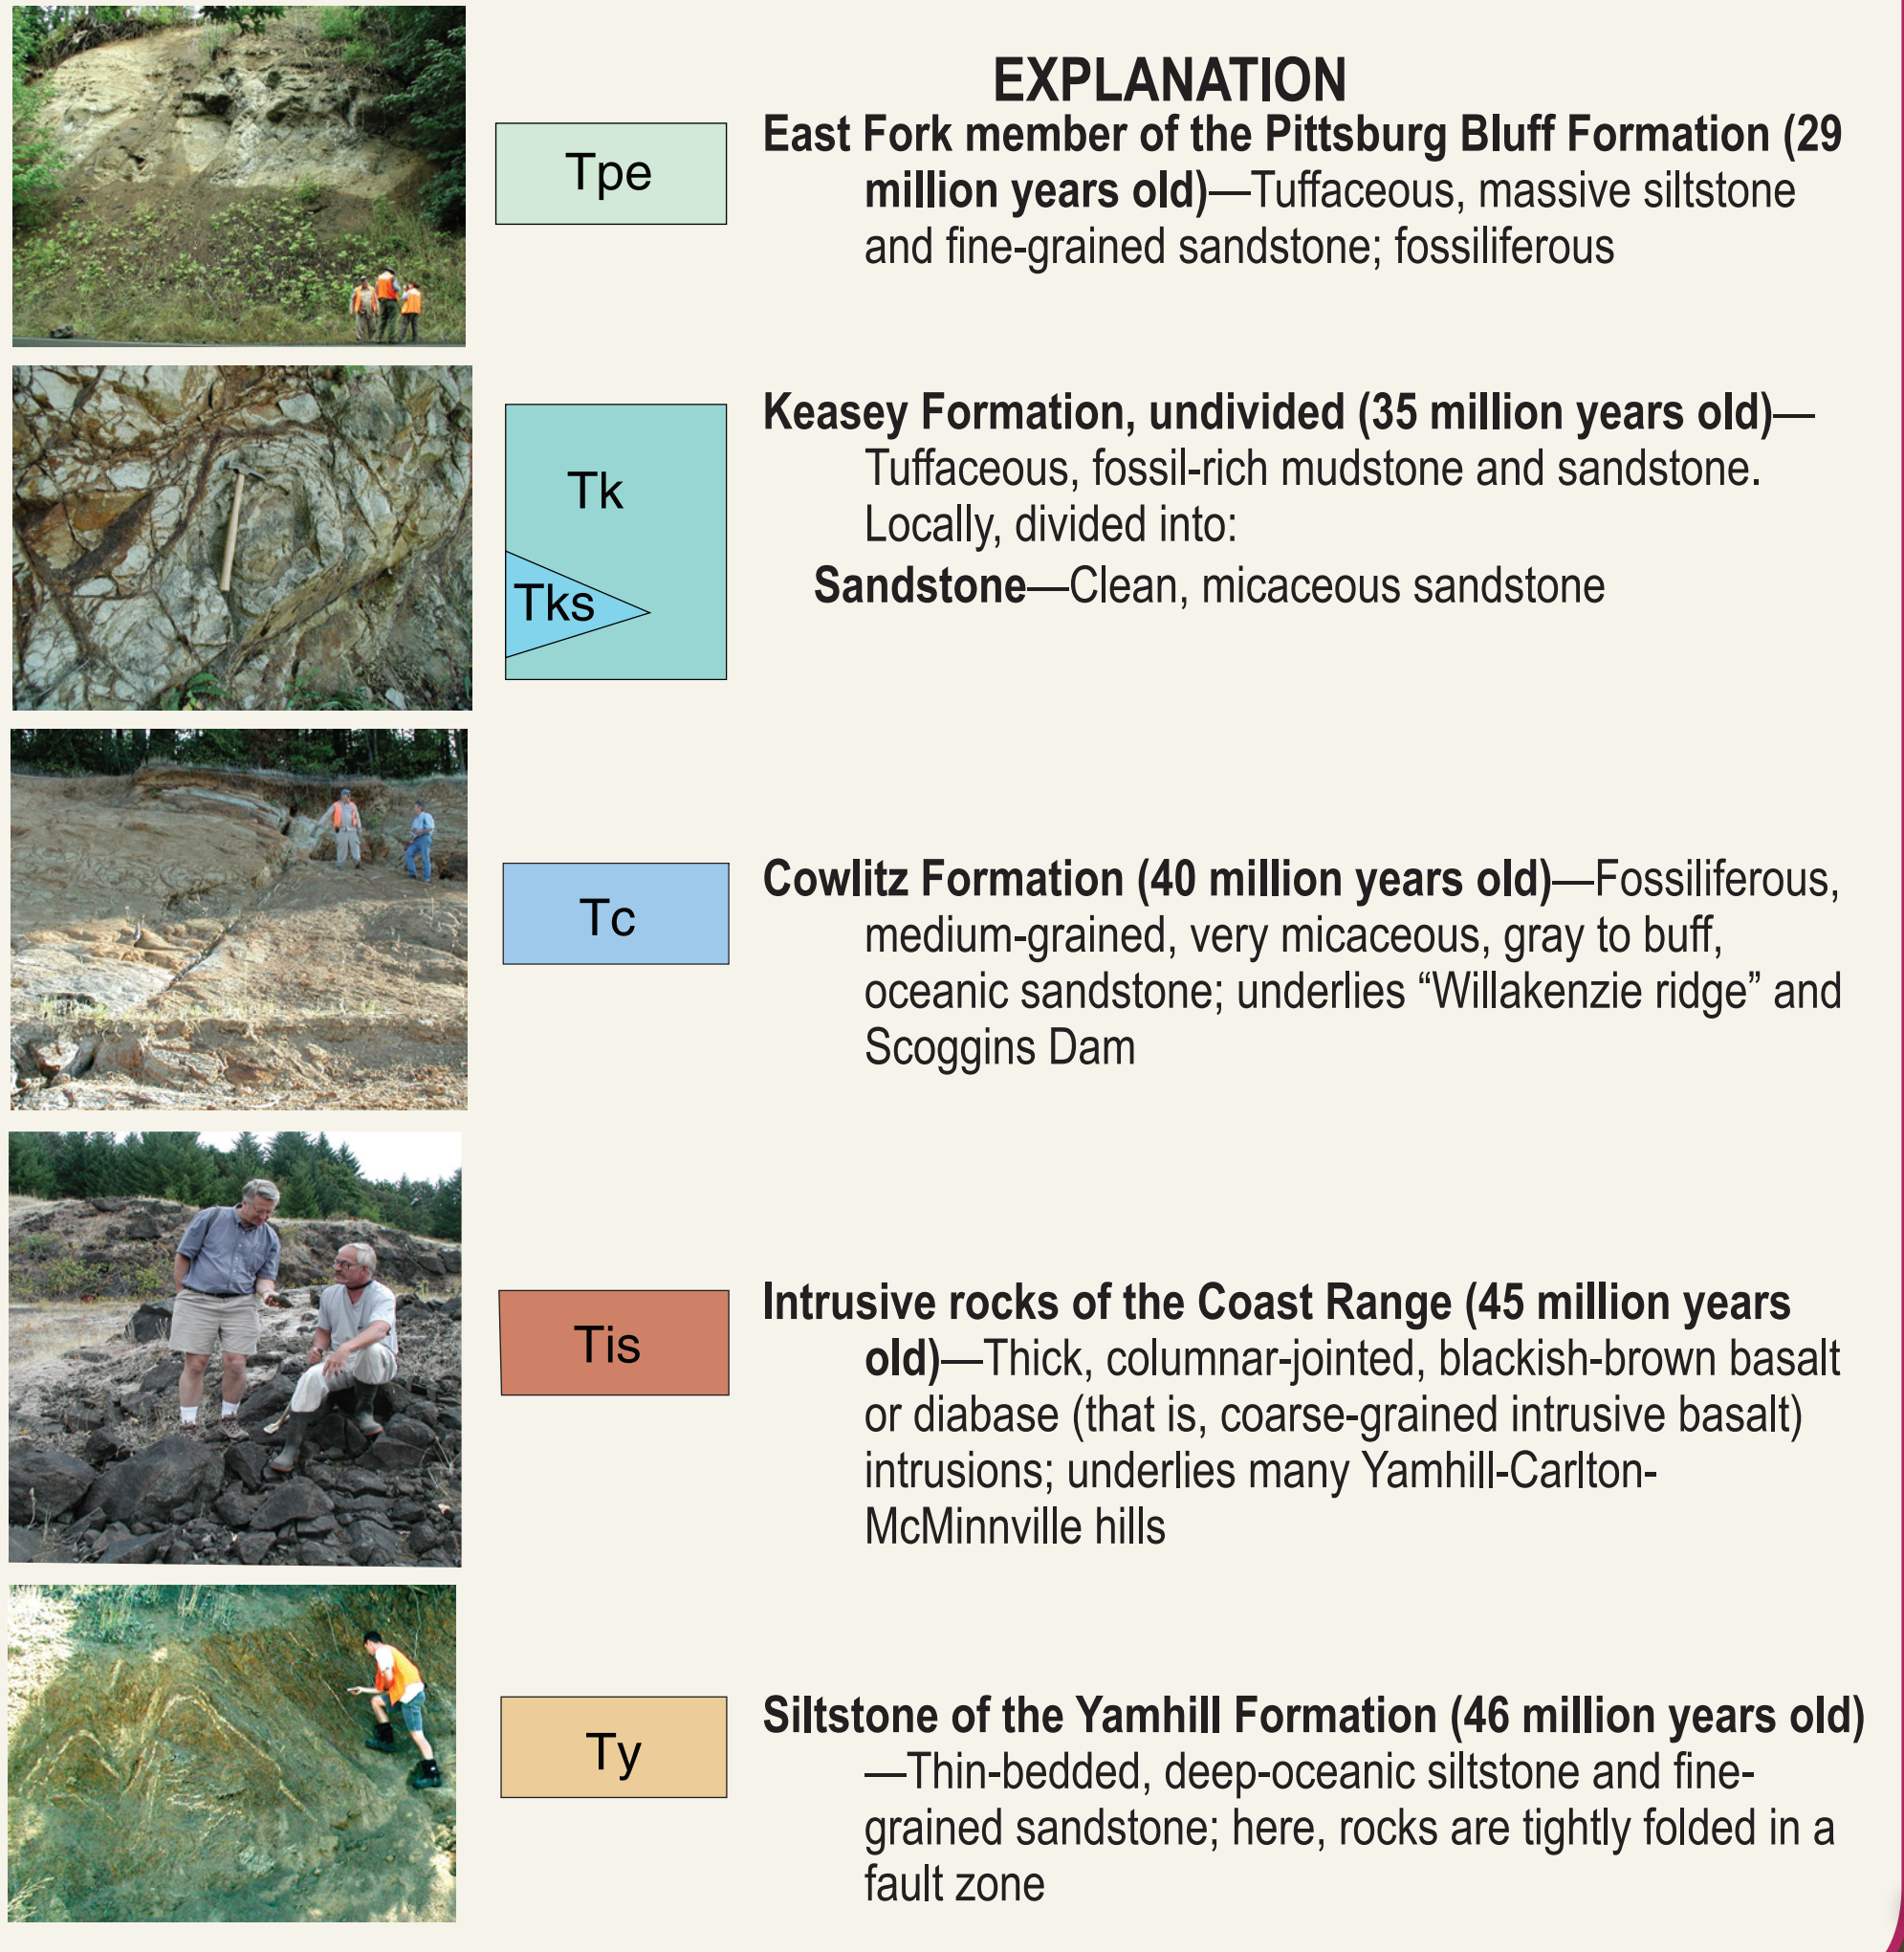 EXPLANATION
Tpe
East Fork member of the Pittsburg Bluff Formation (29
million years old)—Tuffaceous, massive siltstone
and fine-grained sandstone; fossiliferous
Tk
Keasey Formation, undivided (35 million years old)—
Tuffaceous, fossil-rich mudstone and sandstone.
Locally, divided into:
Tks
Sandstone—Clean, micaceous sandstone
Tc
Cowlitz Formation (40 million years old)—Fossiliferous,
medium-grained, very micaceous, gray to buff,
oceanic sandstone; underlies “Willakenzie ridge” and
Scoggins Dam
Tis
Intrusive rocks of the Coast Range (45 million years
old)—Thick, columnar-jointed, blackish-brown basalt
or diabase (that is, coarse-grained intrusive basalt)
intrusions; underlies many Yamhill-Carlton-
McMinnville hills
Ty
Siltstone of the Yamhill Formation (46 million years old)
—Thin-bedded, deep-oceanic siltstone and fine-
grained sandstone; here, rocks are tightly folded in a
fault zone